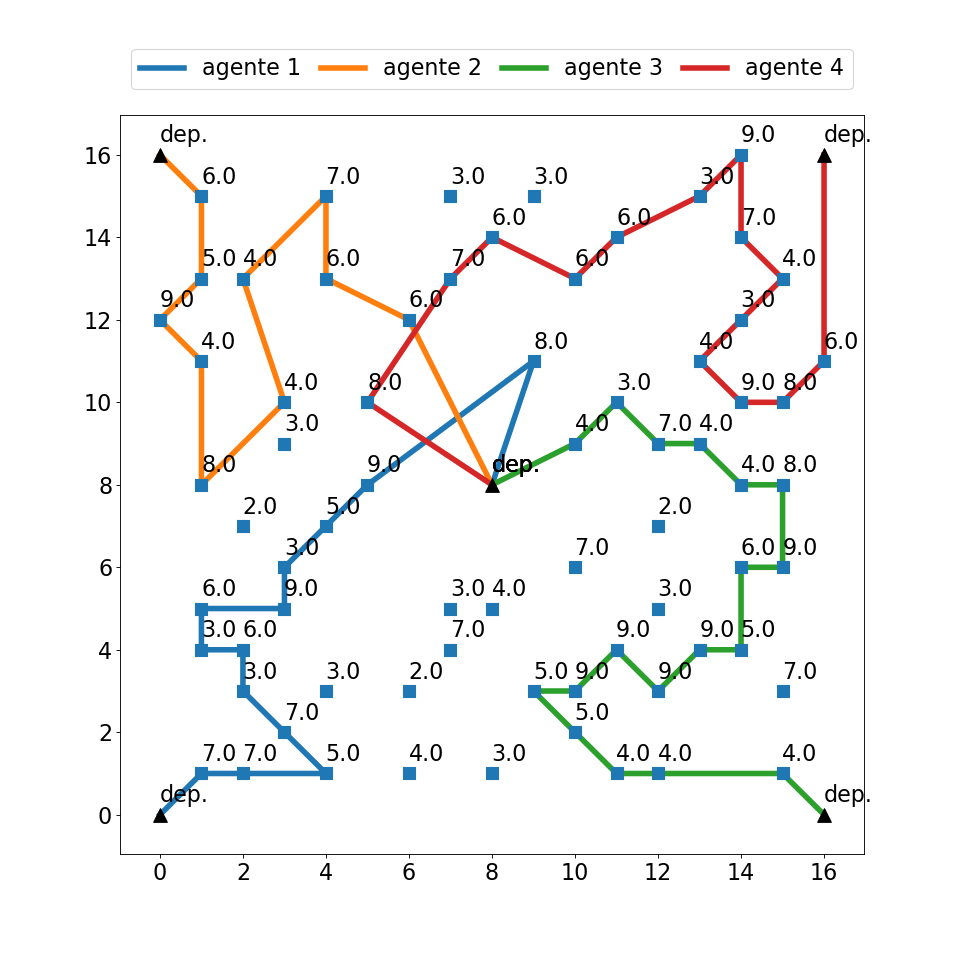 agente 1 agente 2 agente 3 agente 4
9.0
dep. dep.
16
6.0 7.0 3.0 3.0 3.0
6.0 6.0 7.0
14
5.0 4.0 6.0 7.0 6.0 4.0
9.0 6.0 3.0
12
4.0 8.0 4.0 6.0
4.0 8.0 3.0 9.0 8.0
10
3.0 4.0 7.0 4.0
8.0 9.0 dep. dep. 4.0 8.0
8
2.0 5.0 2.0
3.0 7.0 6.0 9.0
6
6.0 9.0 3.0 4.0 3.0
3.0 6.0 7.0 9.0 9.0 5.0
4
3.0 3.0 2.0 5.0 9.0 9.0 7.0
7.0 5.0
2
7.0 7.0 5.0 4.0 3.0 4.0 4.0 4.0
dep. dep.
0
0 2 4 6 8 10 12 14 16